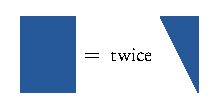 = twice